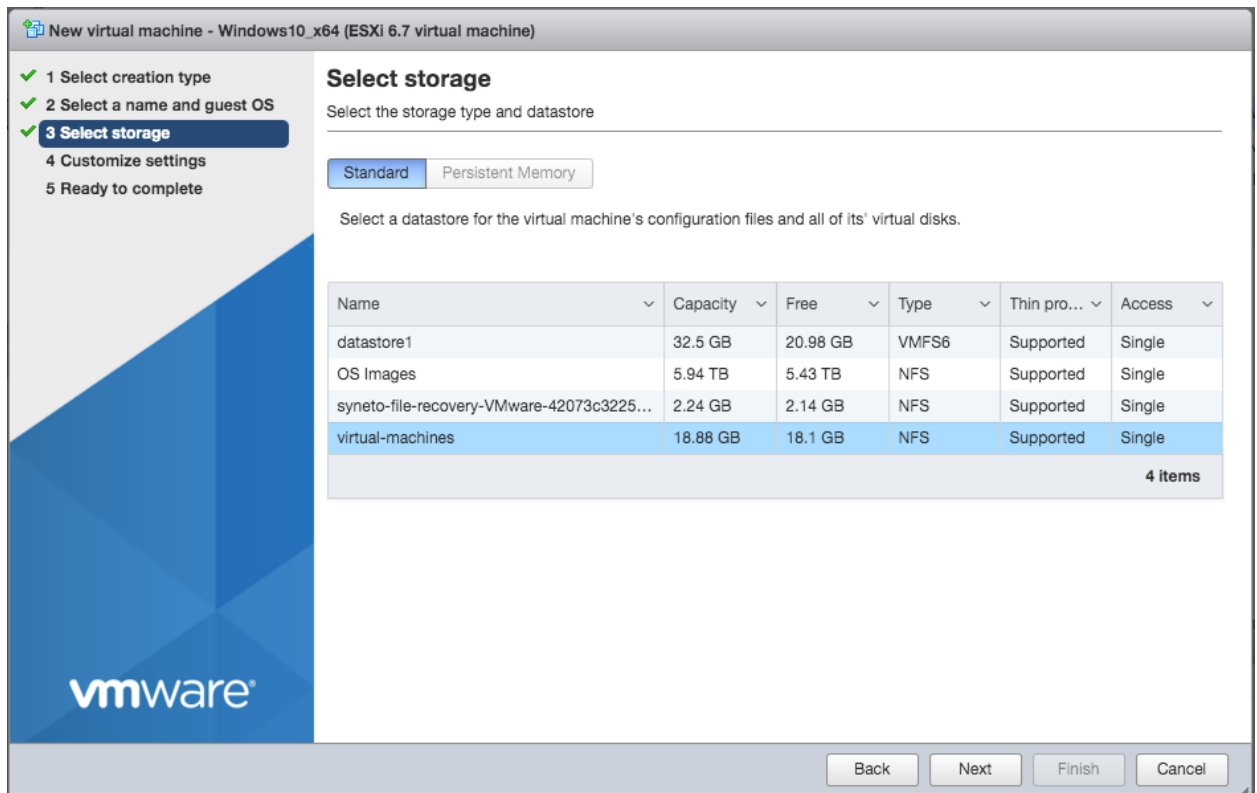 New virtual machine - Windows10_x64 (ESXi 6.7 virtual machine)
1 Select creation type
2 Select a name and guest OS
3 Select storage
4 Customize settings
5 Ready to complete
vmware®
Select storage
Select the storage type and datastore
Standard Persistent Memory
Select a datastore for the virtual machine's configuration files and all of its' virtual disks.
Name Capacity Free Type Thin pro... Access
datastore1 32.5 GB 20.98 GB VMFS6 Supported Single
OS Images 5.94 TB 5.43 TB NFS Supported Single
syneto-file-recovery-VMware-42073c3225... 2.24 GB 2.14 GB NFS Supported Single
virtual-machines 18.88 GB 18.1 GB NFS Supported Single
4 items
Back Next Finish Cancel